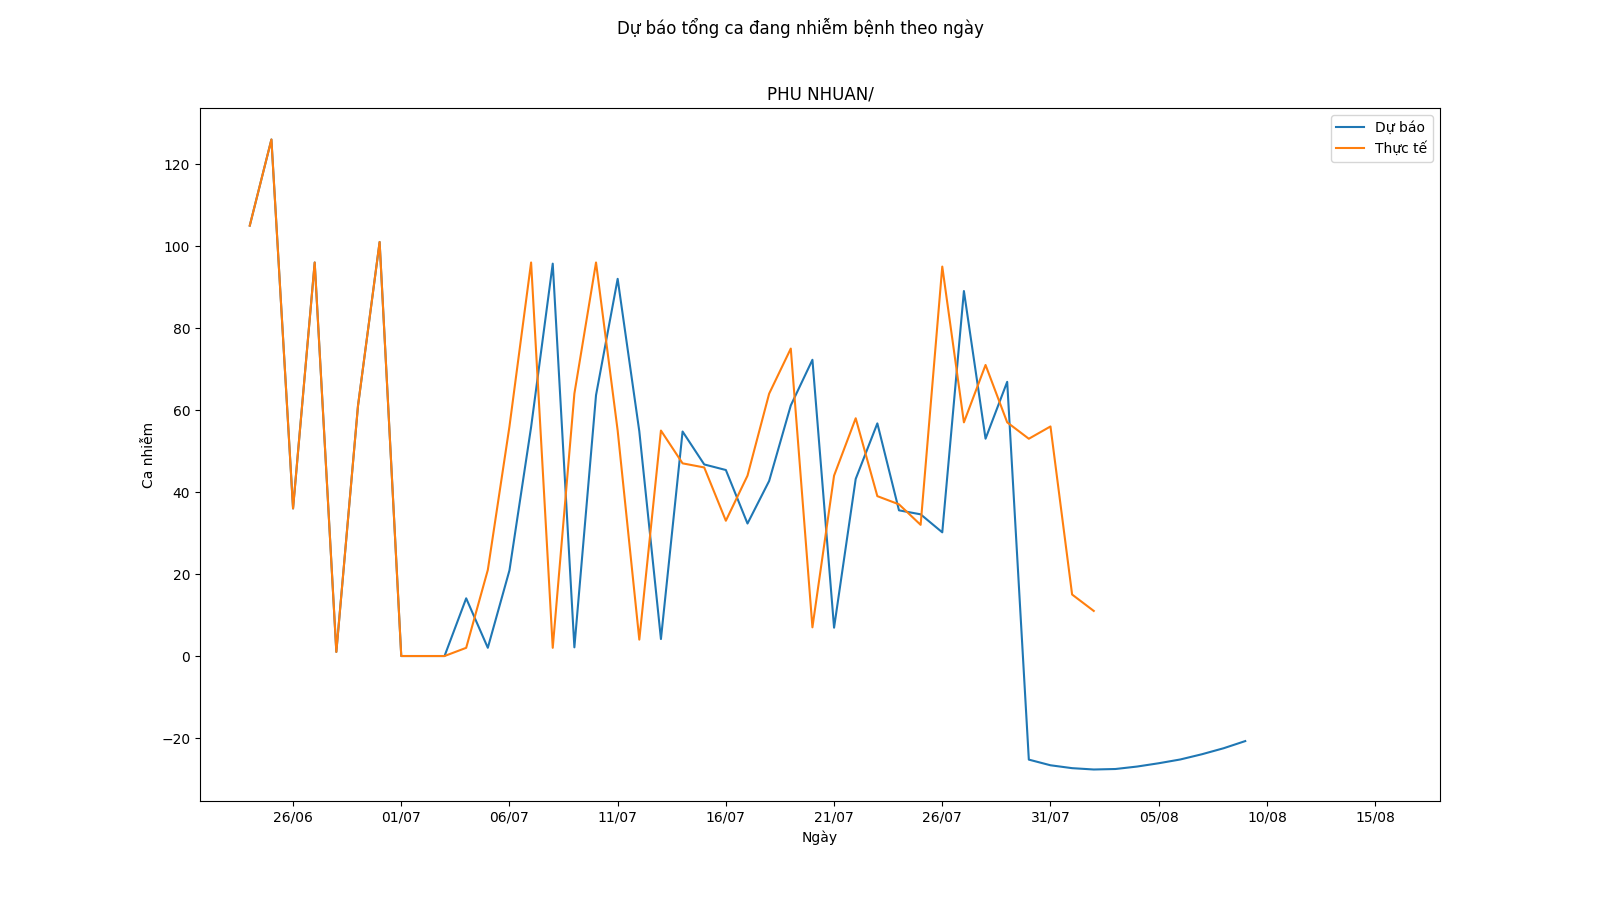 Dự báo tổng ca đang nhiễm bệnh theo ngày
PHU NHUAN/
Dự báo
Thực tế
120
100
80
60
40
20
0
−20
Ca nhiễm
26/06 01/07 06/07 11/07 16/07 21/07 26/07 31/07 05/08 10/08 15/08
Ngày